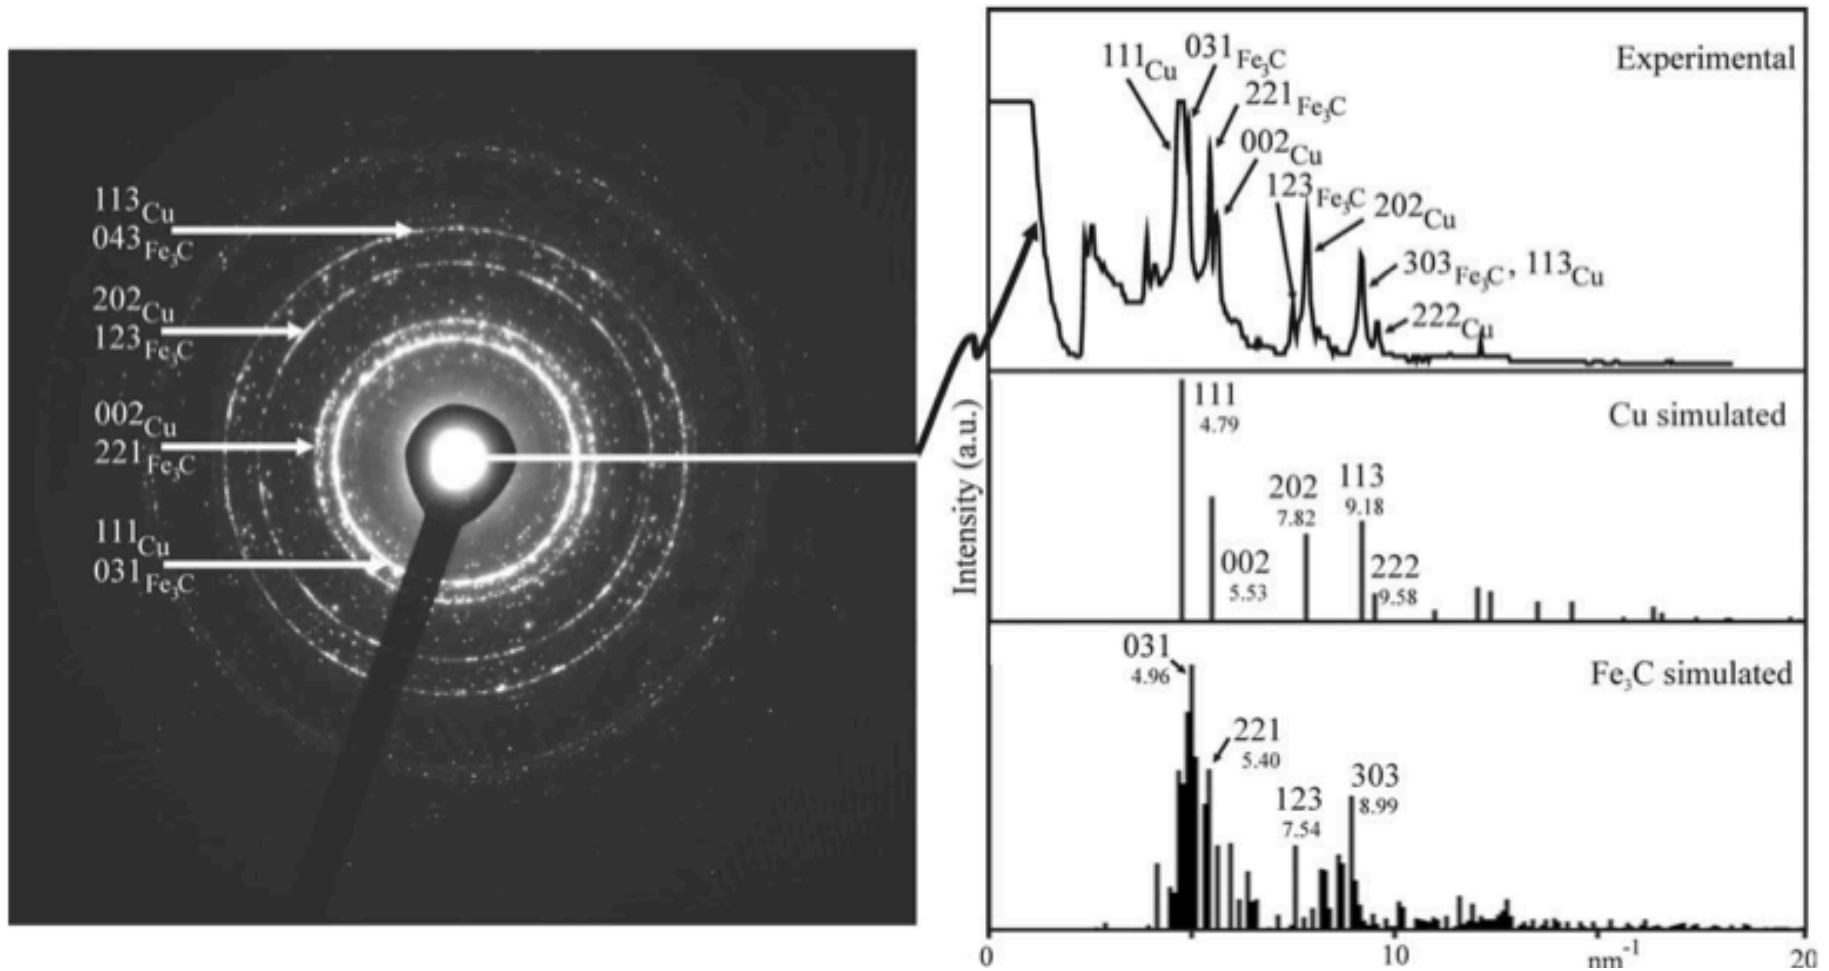 113Cu
043Fe3C
202Cu
123Fe3C
002Cu
221Fe3C
111Cu
031Fe3C
Experimental
111Cu
031Fe3C
221Fe3C
002Cu
123Fe3C
202Cu
303Fe3C, 113Cu
222Cu
Intensity (a.u.)
Cu simulated
111
4.79
002
5.53
202
7.82
113
9.18
222
9.58
Fe3C simulated
031
4.96
221
5.40
123
7.54
303
8.99
0
10
nm-1
20